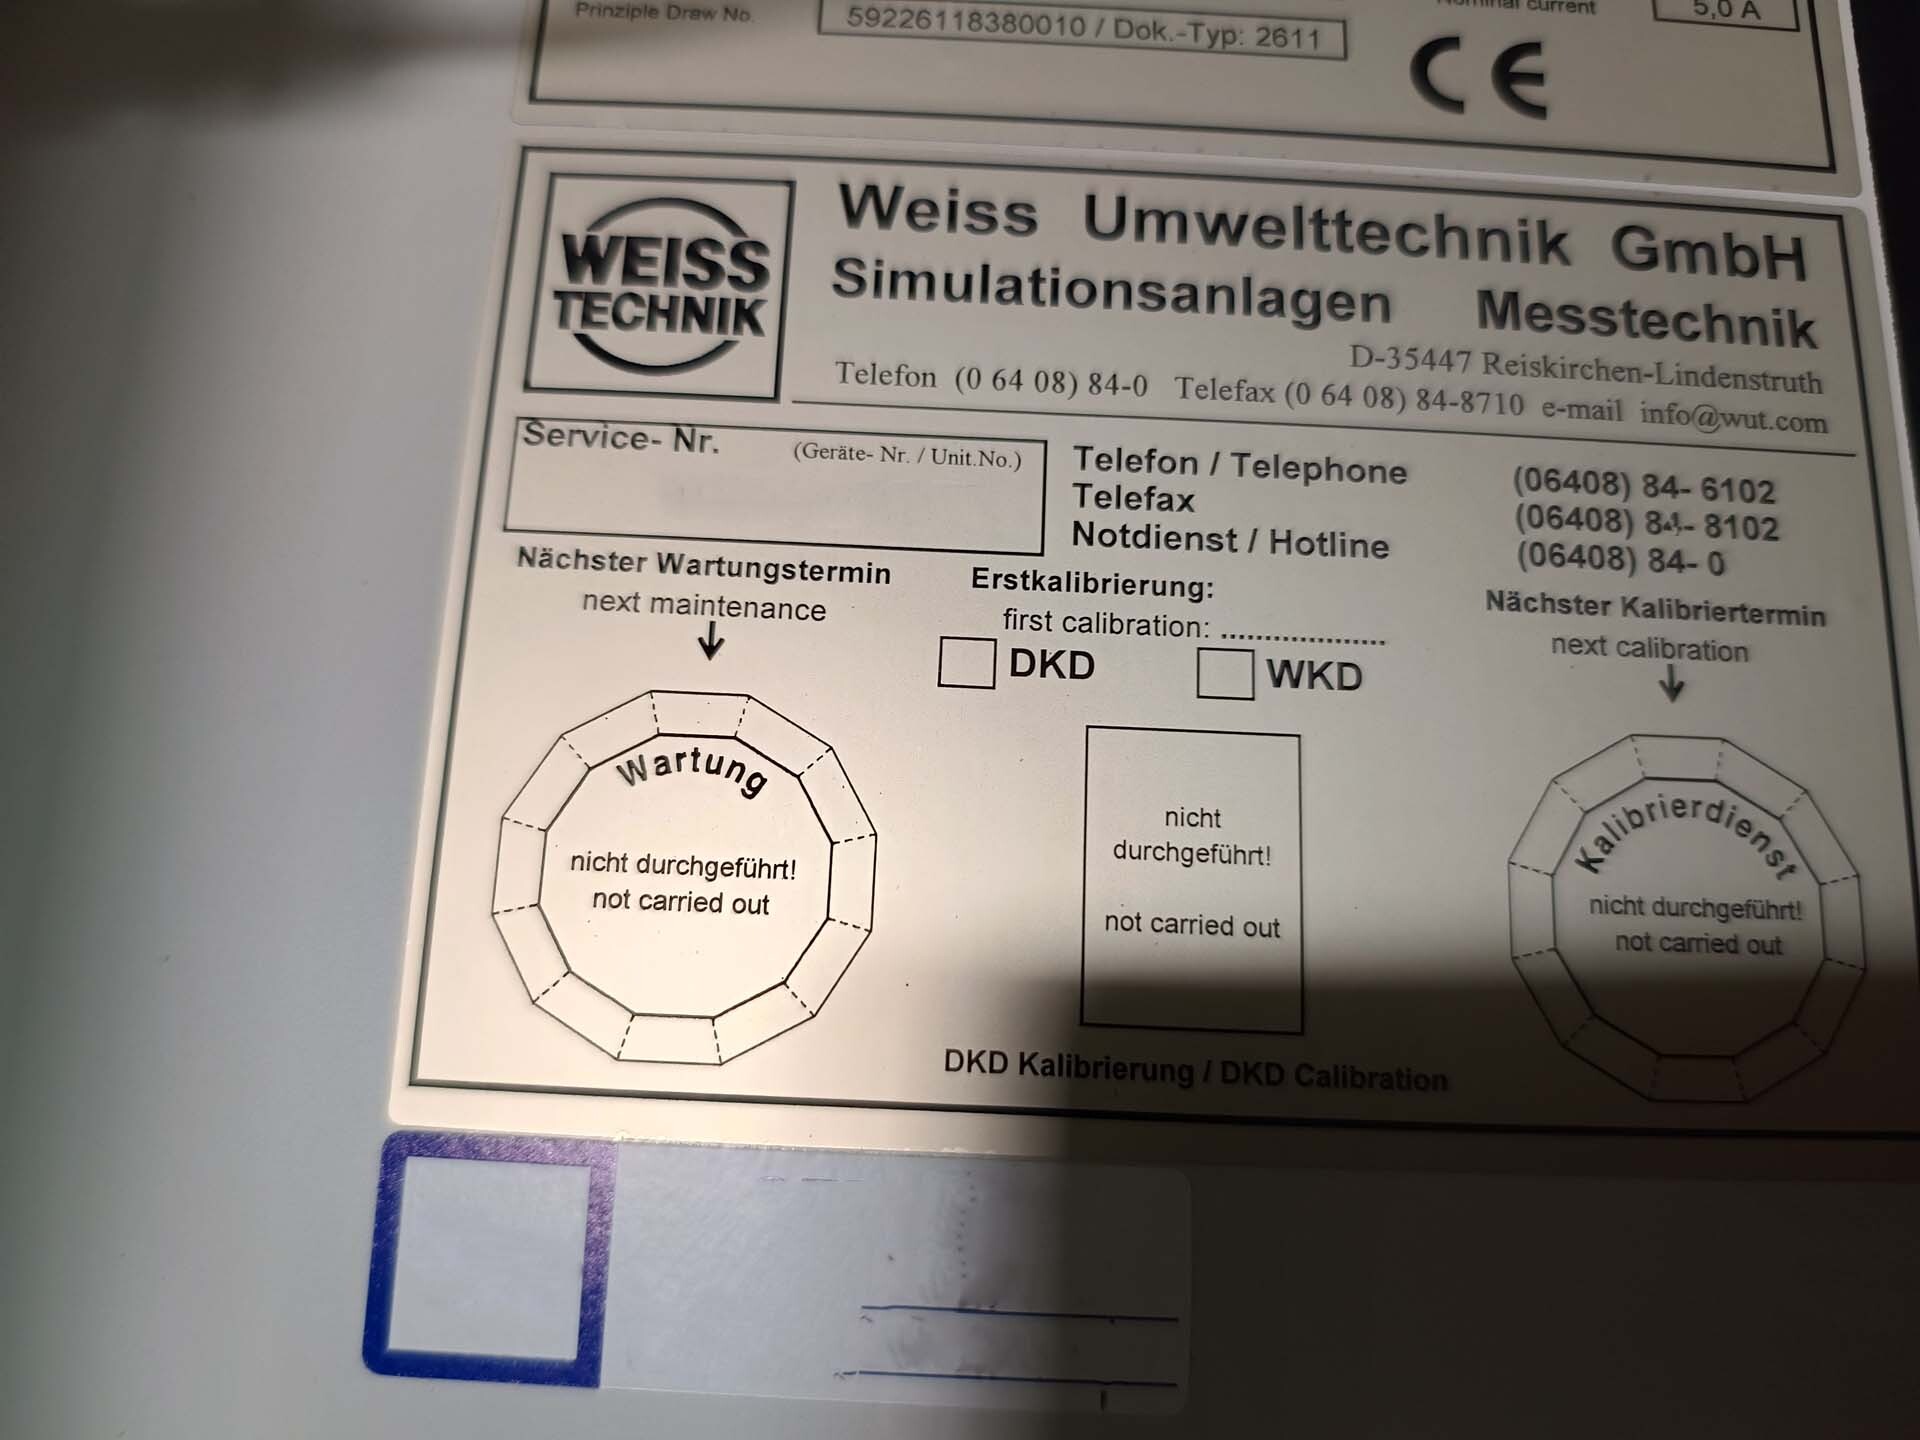 Prinziple Draw No.
59226118380010 / Dok.-Typ: 2611
Nominal current
5,0 A
CE
WEISS
TECHNIK
Weiss Umwelttechnik GmbH
Simulationsanlagen Messtechnik
D-35447 Reiskirchen-Lindenstruth
Telefon (0 64 08) 84-0 Telefax (0 64 08) 84-8710 e-mail info@wut.com
Service- Nr. (Geräte- Nr. / Unit.No.)
Telefon / Telephone (06408) 84- 6102
Telefax (06408) 84- 8102
Notdienst / Hotline (06408) 84- 0
Nächster Wartungstermin
next maintenance
Erstkalibrierung:
first calibration: ...................
DKD WKD
Nächster Kalibriertermin
next calibration
Wartung
nicht durchgeführt!
not carried out
nicht
durchgeführt!
not carried out
Kalibrierdienst
nicht durchgeführt!
not carried out
DKD Kalibrierung / DKD Calibration